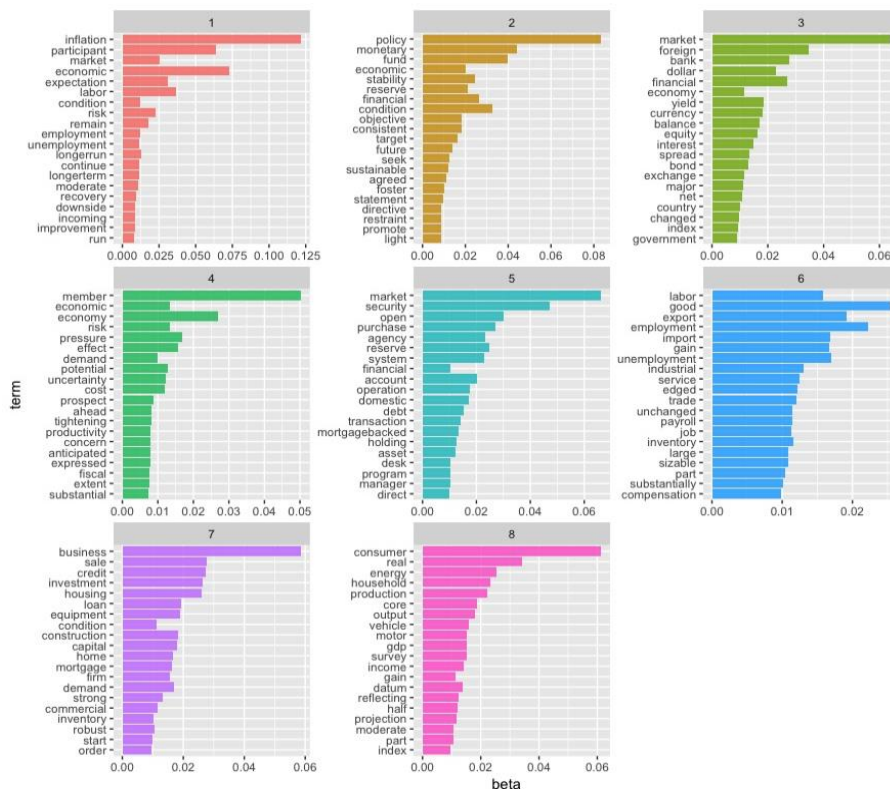 1
inflation
participant
market
economic
expectation
labor
condition
risk
remain
employment
unemployment
longerrun
continue
longerterm
moderate
recovery
downside
incoming
improvement
run
0.000 0.025 0.050 0.075 0.100 0.125
2
policy
monetary
fund
economic
stability
reserve
financial
condition
objective
consistent
target
future
seek
sustainable
agreed
foster
statement
directive
restraint
promote
light
0.00 0.02 0.04 0.06 0.08
3
market
foreign
bank
dollar
financial
economy
yield
currency
balance
equity
interest
spread
bond
exchange
major
net
country
changed
index
government
0.00 0.02 0.04 0.06
4
member
economic
economy
risk
pressure
effect
demand
potential
uncertainty
cost
prospect
ahead
tightening
productivity
concern
anticipated
expressed
fiscal
extent
substantial
0.00 0.01 0.02 0.03 0.04 0.05
5
market
security
open
purchase
agency
reserve
system
financial
account
operation
domestic
debt
transaction
mortgagebacked
holding
asset
desk
program
manager
direct
0.00 0.02 0.04 0.06
6
labor
good
export
employment
import
gain
unemployment
industrial
service
edged
trade
unchanged
payroll
job
inventory
large
sizable
part
substantially
compensation
0.00 0.01 0.02
7
business
sale
credit
investment
housing
loan
equipment
condition
construction
capital
home
mortgage
firm
demand
strong
commercial
inventory
robust
start
order
0.00 0.02 0.04 0.06
8
consumer
real
energy
household
production
core
output
vehicle
motor
gdp
survey
income
gain
datum
reflecting
half
projection
moderate
part
index
0.00 0.02 0.04 0.06
term
beta